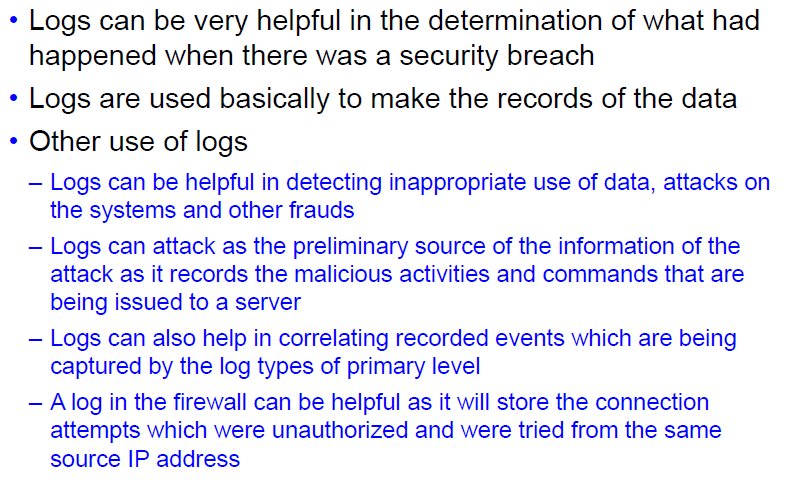 • Logs can be very helpful in the determination of what had
happened when there was a security breach
• Logs are used basically to make the records of the data
• Other use of logs
– Logs can be helpful in detecting inappropriate use of data, attacks on
the systems and other frauds
– Logs can attack as the preliminary source of the information of the
attack as it records the malicious activities and commands that are
being issued to a server
– Logs can also help in correlating recorded events which are being
captured by the log types of primary level
– A log in the firewall can be helpful as it will store the connection
attempts which were unauthorized and were tried from the same
source IP address